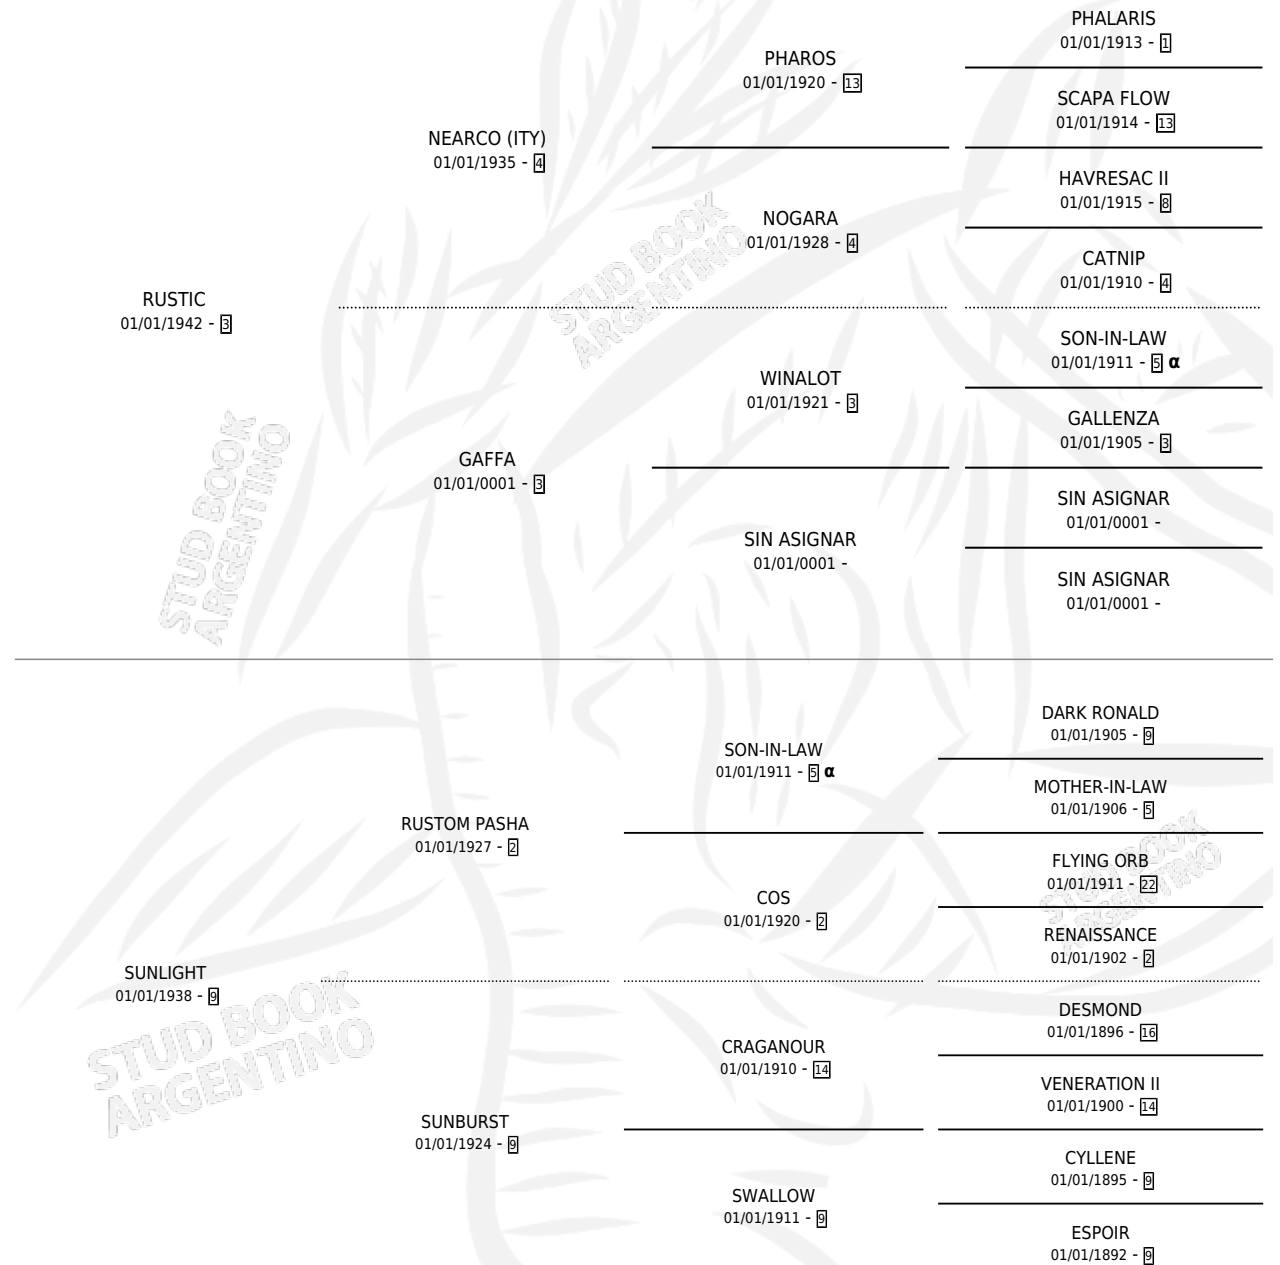 PHALARIS
01/01/1913 - 1
PHAROS
01/01/1920 - 13
SCAPA FLOW
01/01/1914 - 13
NEARCO (ITY)
01/01/1935 - 4
HAVRESAC II
01/01/1915 - 8
NOGARA
01/01/1928 - 4
CATNIP
01/01/1910 - 4
RUSTIC
01/01/1942 - 3
SON-IN-LAW
01/01/1911 - 5 α
WINALOT
01/01/1921 - 3
GALLENZA
01/01/1905 - 3
GAFFA
01/01/0001 - 3
SIN ASIGNAR
01/01/0001 -
SIN ASIGNAR
01/01/0001 -
SIN ASIGNAR
01/01/0001 -
DARK RONALD
01/01/1905 - 9
SON-IN-LAW
01/01/1911 - 5 α
MOTHER-IN-LAW
01/01/1906 - 5
RUSTOM PASHA
01/01/1927 - 2
FLYING ORB
01/01/1911 - 22
COS
01/01/1920 - 2
RENAISSANCE
01/01/1902 - 2
SUNLIGHT
01/01/1938 - 9
DESMOND
01/01/1896 - 16
CRAGANOUR
01/01/1910 - 14
VENERATION II
01/01/1900 - 14
SUNBURST
01/01/1924 - 9
CYLLENE
01/01/1895 - 9
SWALLOW
01/01/1911 - 9
ESPOIR
01/01/1892 - 9
STUD BOOK
ARGENTINO
STUD BOOK
ARGENTINO
STUD BOOK
ARGENTINO
STUD BOOK
ARGENTINO